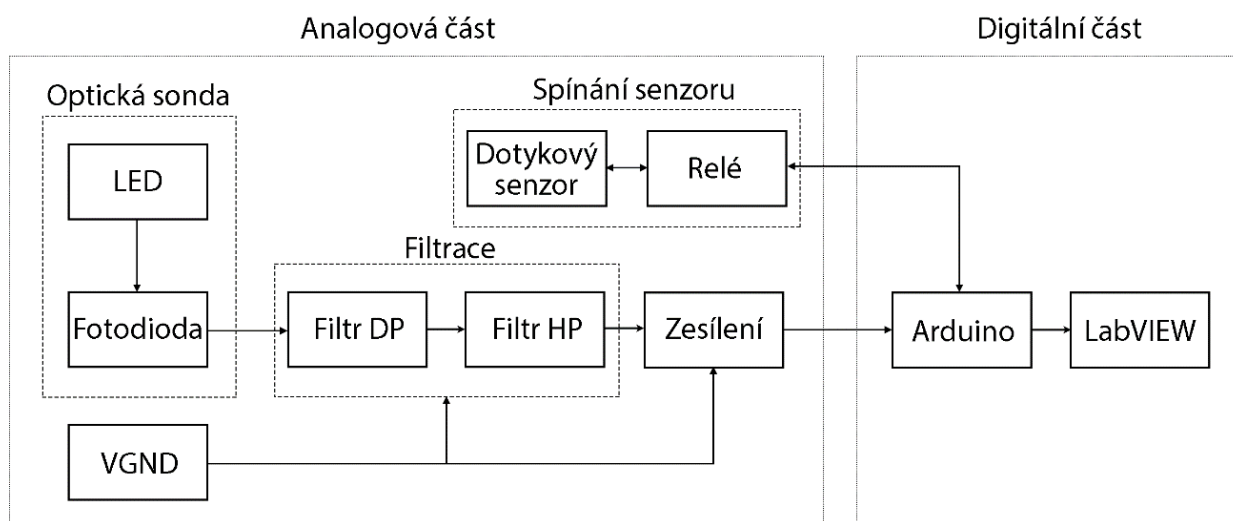 Analogová část
Digitální část
Optická sonda
Spínání senzoru
LED
Dotykový
senzor
Relé
Filtrace
Fotodioda
Filtr DP
Filtr HP
Zesílení
Arduino
LabVIEW
VGND